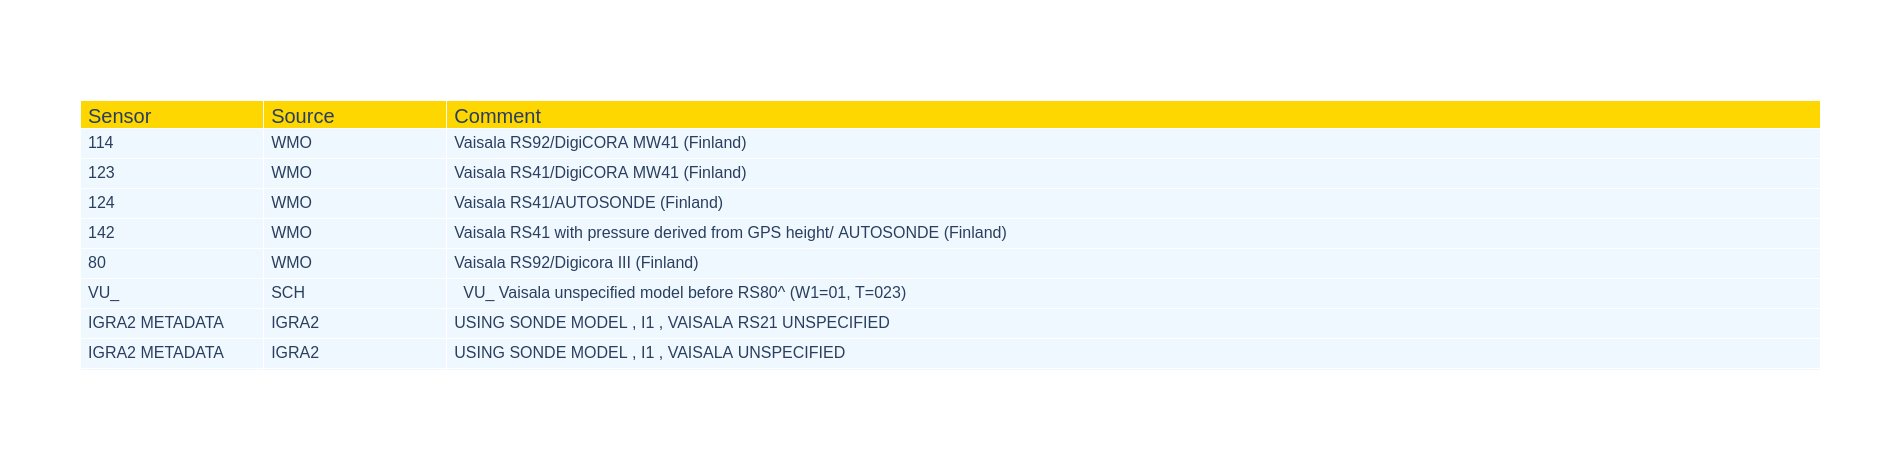 Sensor Source Comment
114 WMO Vaisala RS92/DigiCORA MW41 (Finland)
123 WMO Vaisala RS41/DigiCORA MW41 (Finland)
124 WMO Vaisala RS41/AUTOSONDE (Finland)
142 WMO Vaisala RS41 with pressure derived from GPS height/ AUTOSONDE (Finland)
80 WMO Vaisala RS92/Digicora III (Finland)
VU_ SCH VU_ Vaisala unspecified model before RS80^ (W1=01, T=023)
IGRA2 METADATA IGRA2 USING SONDE MODEL , I1 , VAISALA RS21 UNSPECIFIED
IGRA2 METADATA IGRA2 USING SONDE MODEL , I1 , VAISALA UNSPECIFIED